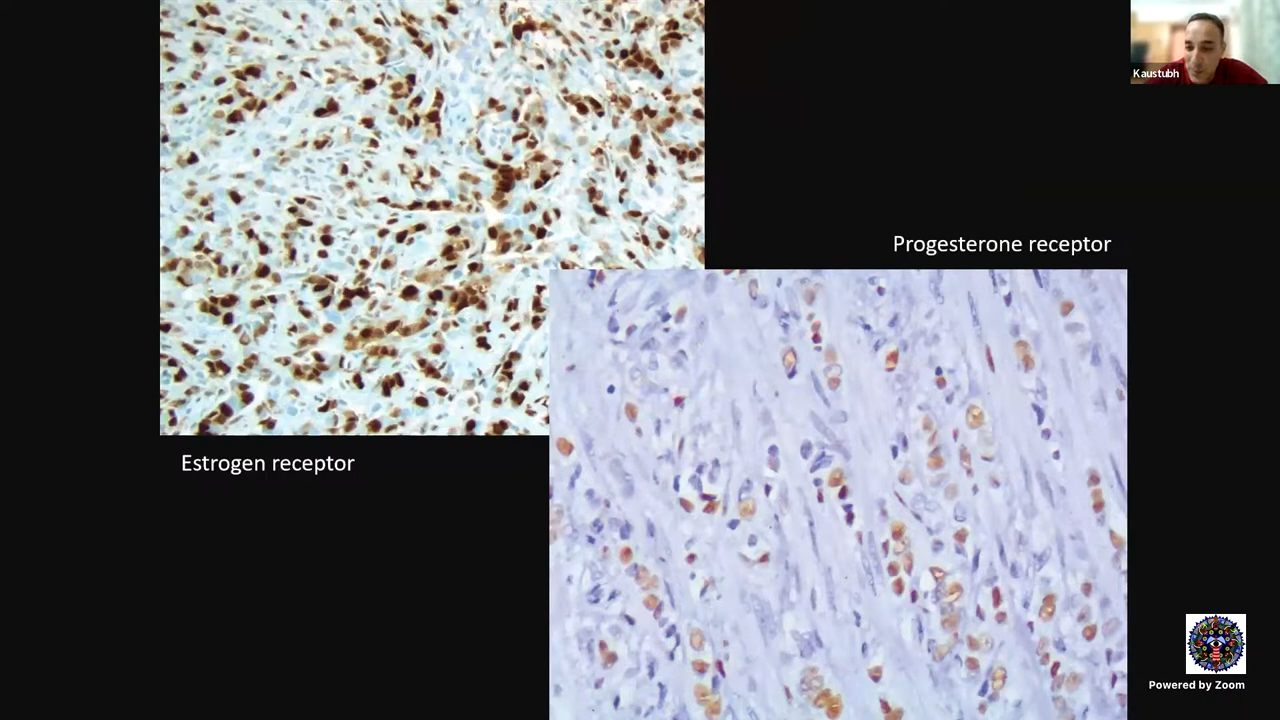 Kaustubh
Progesterone receptor
Estrogen receptor
Powered by Zoom